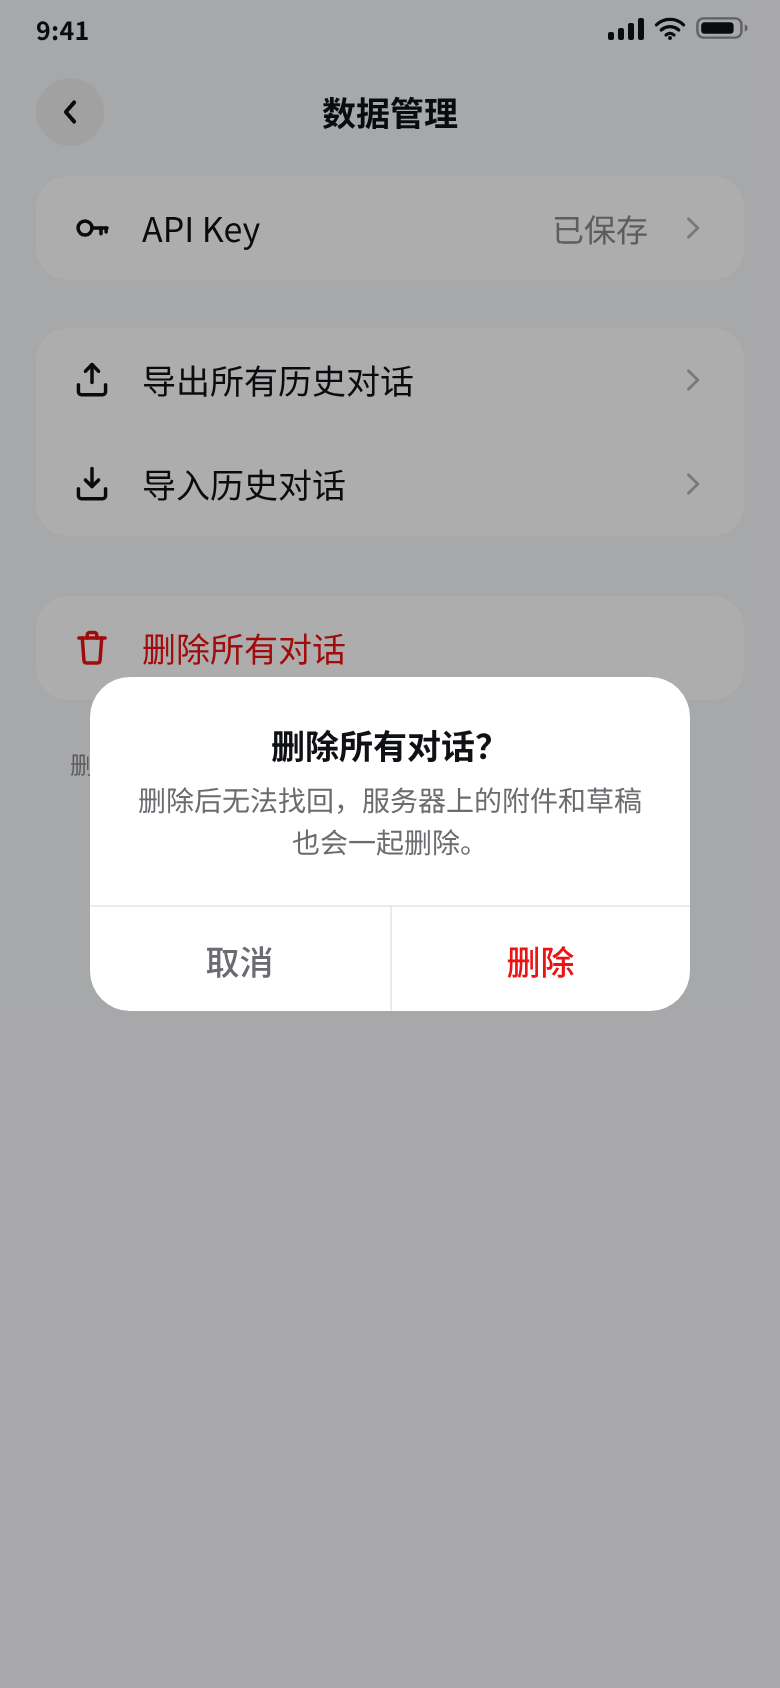 9:41
数据管理
API Key 已保存
导出所有历史对话
导入历史对话
删除所有对话
删除所有对话？
删除后无法找回，服务器上的附件和草稿
也会一起删除。
取消 删除